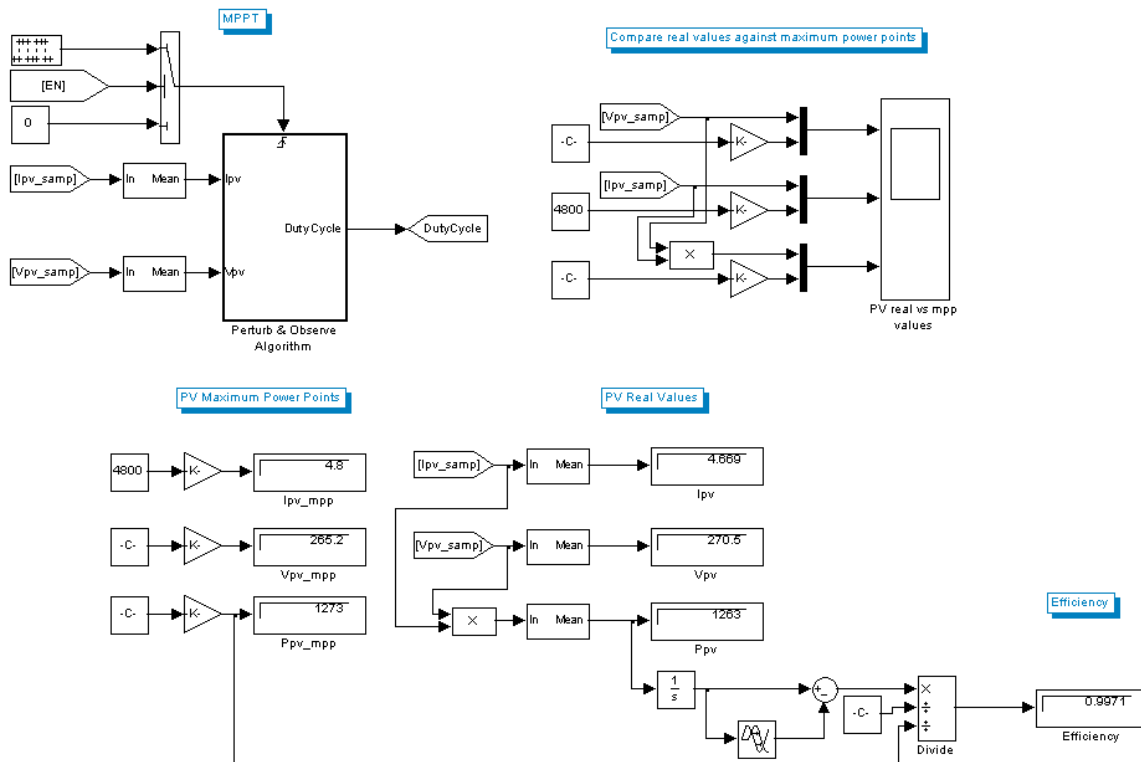 MPPT
[EN]
0
[Ipv_samp]
In Mean
Ipv
[Vpv_samp]
In Mean
Vpv
DutyCycle
DutyCycle
Perturb & Observe
Algorithm
Compare real values against maximum power points
[Vpv_samp]
-C-
K-
[Ipv_samp]
4800
K-
×
-C-
K-
PV real vs mpp
values
PV Maximum Power Points
4800
K-
4.8
Ipv_mpp
-C-
K-
265.2
Vpv_mpp
-C-
K-
1273
Ppv_mpp
PV Real Values
[Ipv_samp]
In Mean
4.669
Ipv
[Vpv_samp]
In Mean
270.5
Vpv
×
In Mean
1263
Ppv
1
s
+
-
-C-
×
÷
÷
Divide
Efficiency
0.9971
Efficiency